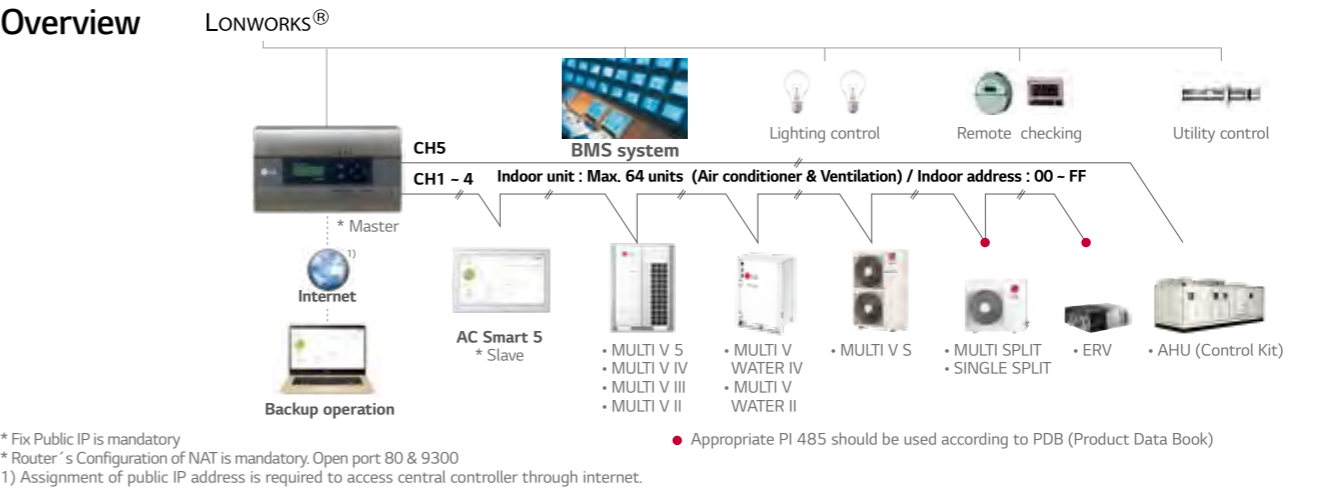 Overview
LONWORKS®
BMS system
Lighting control
Remote checking
Utility control
CH5
CH1 ~ 4
Indoor unit : Max. 64 units (Air conditioner & Ventilation) / Indoor address : 00 ~ FF
* Master
1)
Internet
Backup operation
AC Smart 5
* Slave
• MULTI V 5
• MULTI V IV
• MULTI V III
• MULTI V II
• MULTI V
WATER IV
• MULTI V
WATER II
• MULTI V S
• MULTI SPLIT
• SINGLE SPLIT
• ERV
• AHU (Control Kit)
* Fix Public IP is mandatory
* Router´s Configuration of NAT is mandatory. Open port 80 & 9300
1) Assignment of public IP address is required to access central controller through internet.
● Appropriate PI 485 should be used according to PDB (Product Data Book)